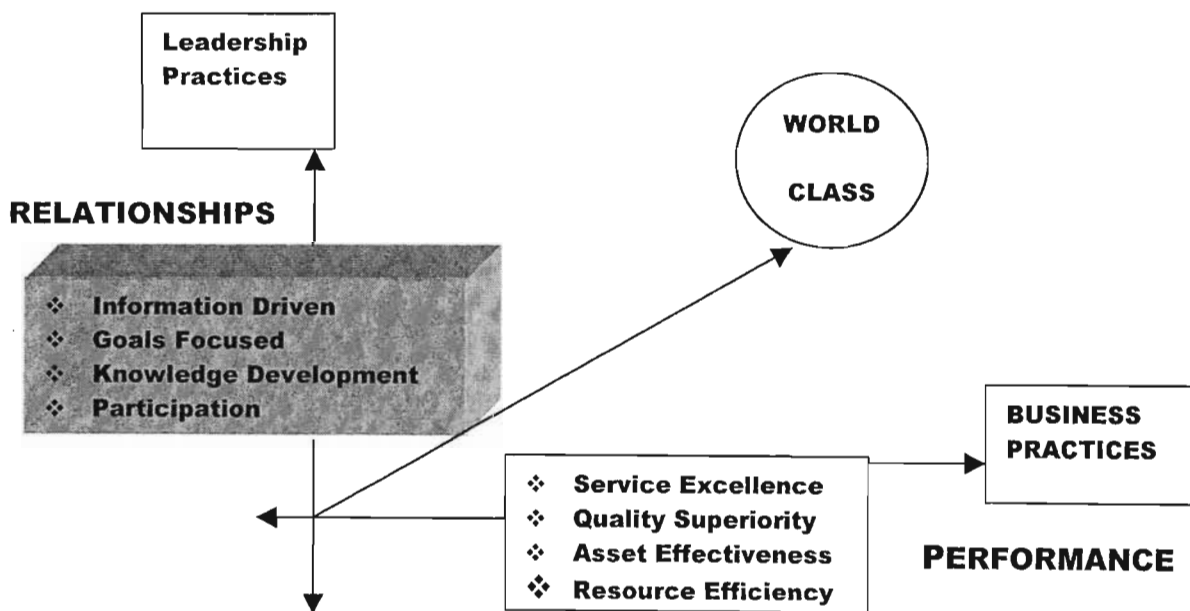 Leadership
Practices
WORLD
CLASS
RELATIONSHIPS
❖ Information Driven
❖ Goals Focused
❖ Knowledge Development
❖ Participation
BUSINESS
PRACTICES
❖ Service Excellence
❖ Quality Superiority
❖ Asset Effectiveness
❖ Resource Efficiency
PERFORMANCE